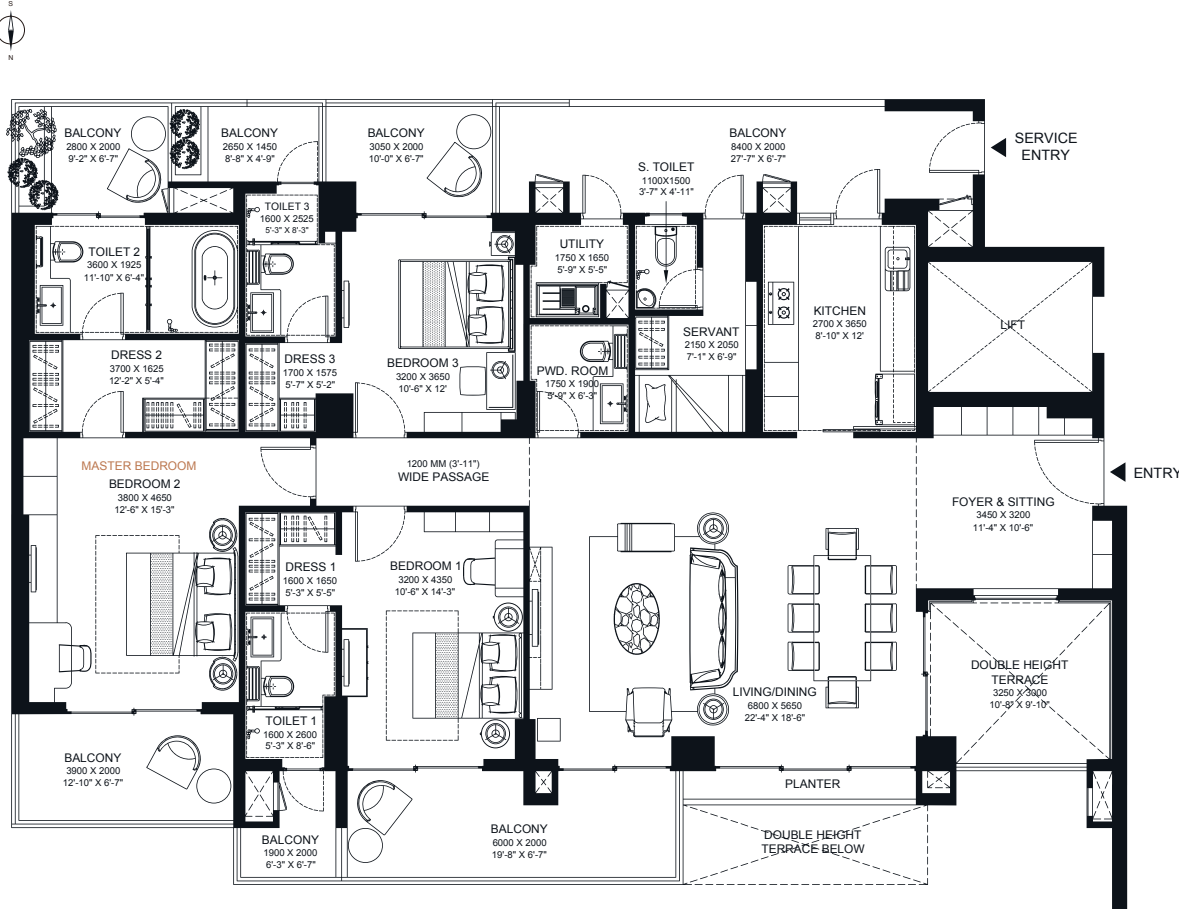 S
N
BALCONY
2800 X 2000
9'-2" X 6'-7"
BALCONY
2650 X 1450
8'-8" X 4'-9"
BALCONY
3050 X 2000
10'-0" X 6'-7"
BALCONY
8400 X 2000
27'-7" X 6'-7"
SERVICE
ENTRY
S. TOILET
1100X1500
3'-7" X 4'-11"
TOILET 3
1600 X 2525
5'-3" X 8'-3"
TOILET 2
3600 X 1925
11'-10" X 6'-4"
UTILITY
1750 X 1650
5'-9" X 5'-5"
KITCHEN
2700 X 3650
8'-10" X 12'
LIFT
SERVANT
2150 X 2050
7'-1" X 6'-9"
DRESS 2
3700 X 1625
12'-2" X 5'-4"
DRESS 3
1700 X 1575
5'-7" X 5'-2"
BEDROOM 3
3200 X 3650
10'-6" X 12'
PWD. ROOM
1750 X 1900
5'-9" X 6'-3"
MASTER BEDROOM
BEDROOM 2
3800 X 4650
12'-6" X 15'-3"
1200 MM (3'-11")
WIDE PASSAGE
ENTRY
FOYER & SITTING
3450 X 3200
11'-4" X 10'-6"
DRESS 1
1600 X 1650
5'-3" X 5'-5"
BEDROOM 1
3200 X 4350
10'-6" X 14'-3"
DOUBLE HEIGHT
TERRACE
3250 X 3000
10'-8" X 9'-10"
LIVING/DINING
6800 X 5650
22'-4" X 18'-6"
TOILET 1
1600 X 2600
5'-3" X 8'-6"
BALCONY
3900 X 2000
12'-10" X 6'-7"
PLANTER
BALCONY
1900 X 2000
6'-3" X 6'-7"
BALCONY
6000 X 2000
19'-8" X 6'-7"
DOUBLE HEIGHT
TERRACE BELOW